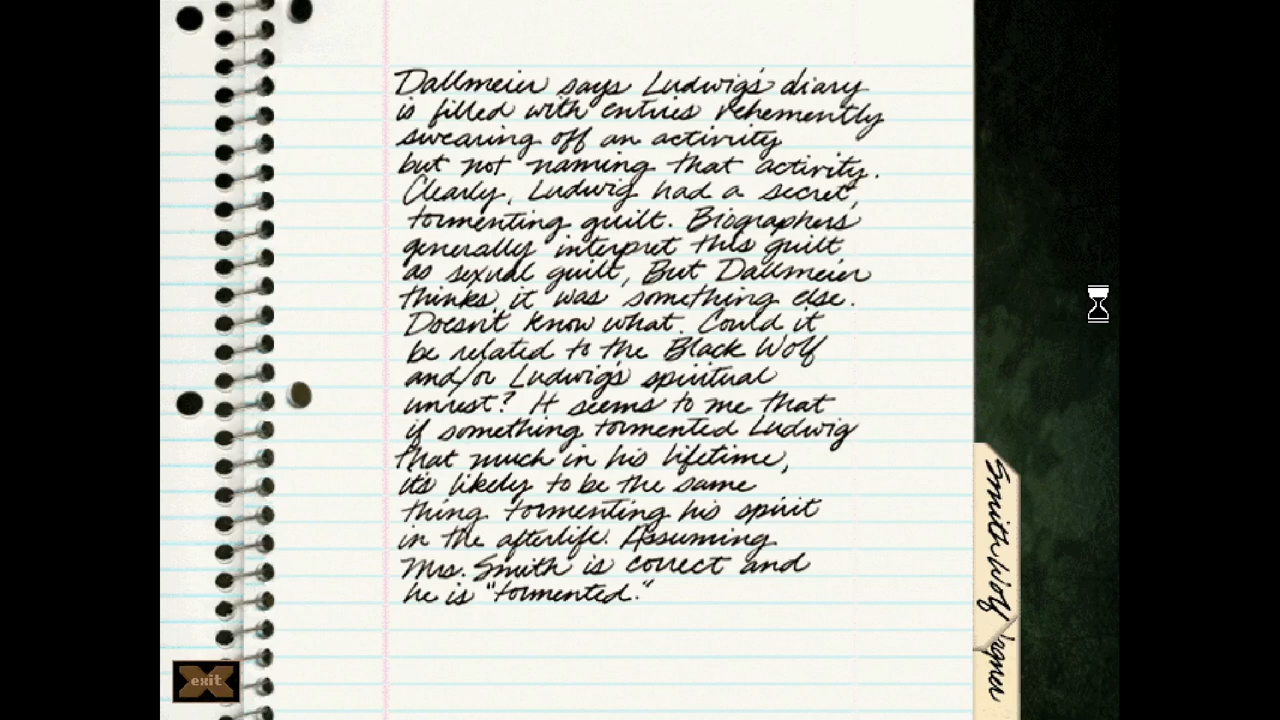 Dallmeier says Ludwig's diary
is filled with entries vehemently
swearing off an activity
but not naming that activity.
Clearly, Ludwig had a secret,
tormenting guilt. Biographers
generally interpret this guilt
as sexual guilt, But Dallmeier
thinks it was something else.
Doesn't know what. Could it
be related to the Black Wolf
and/or Ludwig's spiritual
unrest? It seems to me that
if something tormented Ludwig
that much in his lifetime,
it's likely to be the same
thing tormenting his spirit
in the afterlife. Assuming
Mrs. Smith is correct and
he is "tormented."
Smith
Wolf
exit